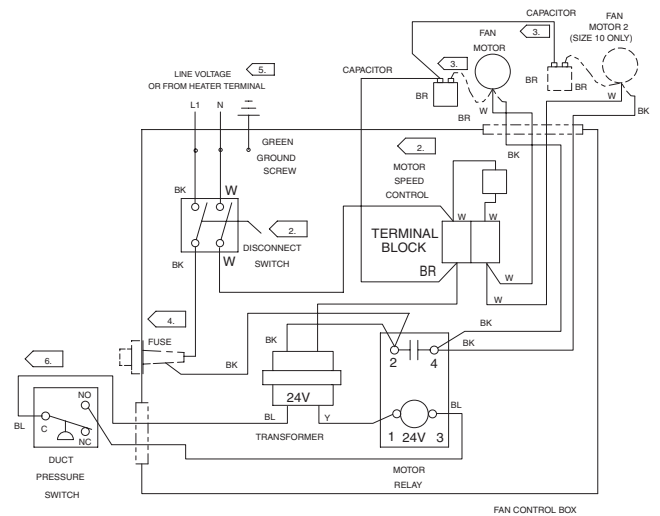 CAPACITOR
FAN
MOTOR 2
(SIZE 10 ONLY)
3.
FAN
MOTOR
5.
LINE VOLTAGE
OR FROM HEATER TERMINAL
CAPACITOR
3.
BR
BR
BR
W
BR
W
BK
L1
N
GREEN
GROUND
SCREW
2.
MOTOR
SPEED
CONTROL
BK
BK
W
W
W
TERMINAL
BLOCK
2.
DISCONNECT
SWITCH
BK
W
BR
W
W
4.
FUSE
BK
BK
BK
BK
6.
2
4
24V
NO
BL
C
NC
BL
Y
BL
1
24V
3
TRANSFORMER
DUCT
PRESSURE
SWITCH
MOTOR
RELAY
FAN CONTROL BOX